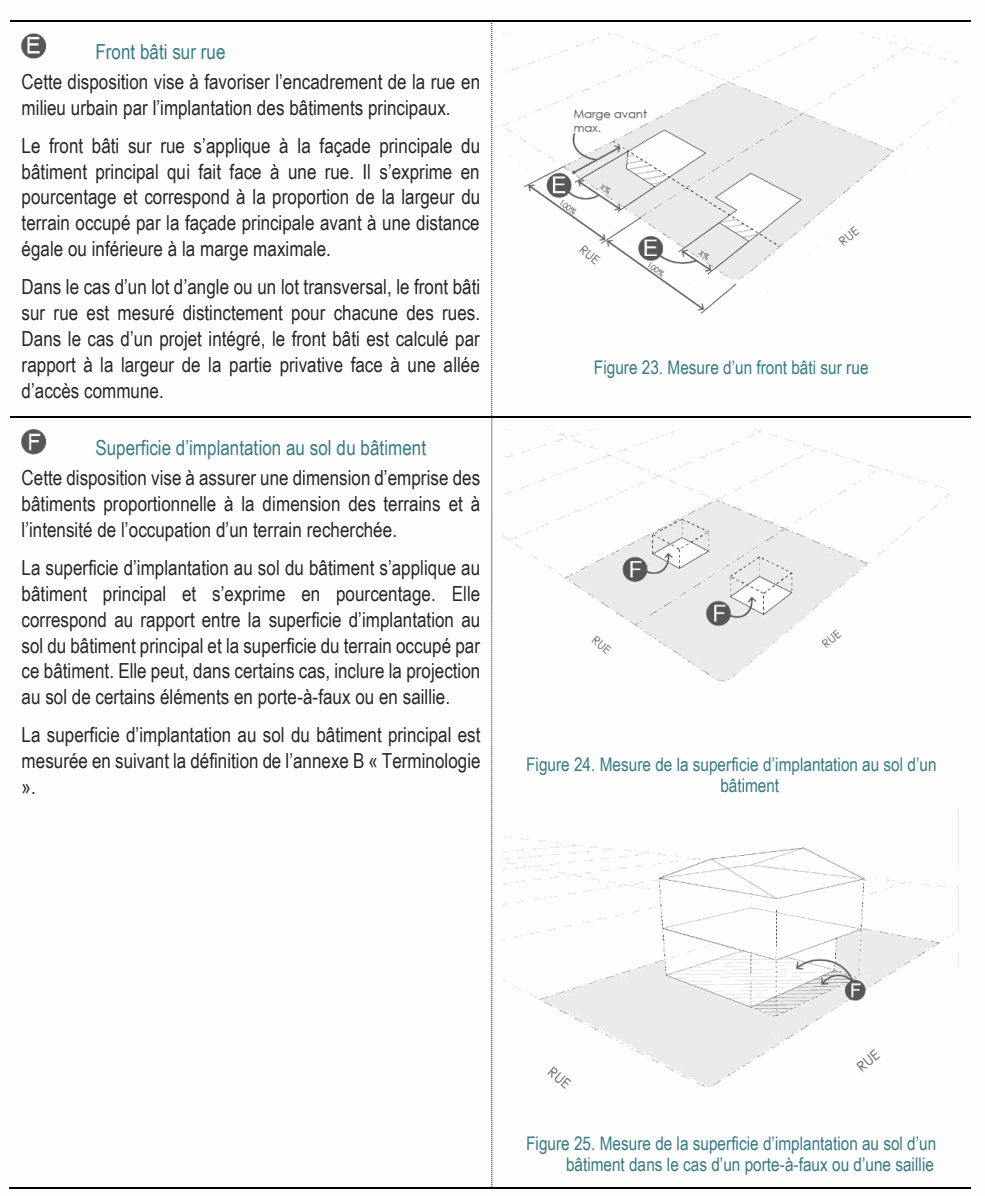 E Front bâti sur rue
Cette disposition vise à favoriser l'encadrement de la rue en
milieu urbain par l'implantation des bâtiments principaux.
Le front bâti sur rue s'applique à la façade principale du
bâtiment principal qui fait face à une rue. Il s'exprime en
pourcentage et correspond à la proportion de la largeur du
terrain occupé par la façade principale avant à une distance
égale ou inférieure à la marge maximale.
Dans le cas d'un lot d'angle ou un lot transversal, le front bâti
sur rue est mesuré distinctement pour chacune des rues.
Dans le cas d'un projet intégré, le front bâti est calculé par
rapport à la largeur de la partie privative face à une allée
d'accès commune.
Marge avant
max.
E
X%
100%
RUE
E
X%
100%
RUE
Figure 23. Mesure d'un front bâti sur rue
F Superficie d'implantation au sol du bâtiment
Cette disposition vise à assurer une dimension d'emprise des
bâtiments proportionnelle à la dimension des terrains et à
l'intensité de l'occupation d'un terrain recherchée.
La superficie d'implantation au sol du bâtiment s'applique au
bâtiment principal et s'exprime en pourcentage. Elle
correspond au rapport entre la superficie d'implantation au
sol du bâtiment principal et la superficie du terrain occupé par
ce bâtiment. Elle peut, dans certains cas, inclure la projection
au sol de certains éléments en porte-à-faux ou en saillie.
La superficie d'implantation au sol du bâtiment principal est
mesurée en suivant la définition de l'annexe B « Terminologie
».
F
F
RUE
RUE
Figure 24. Mesure de la superficie d'implantation au sol d'un
bâtiment
F
RUE
RUE
Figure 25. Mesure de la superficie d'implantation au sol d'un
bâtiment dans le cas d'un porte-à-faux ou d'une saillie